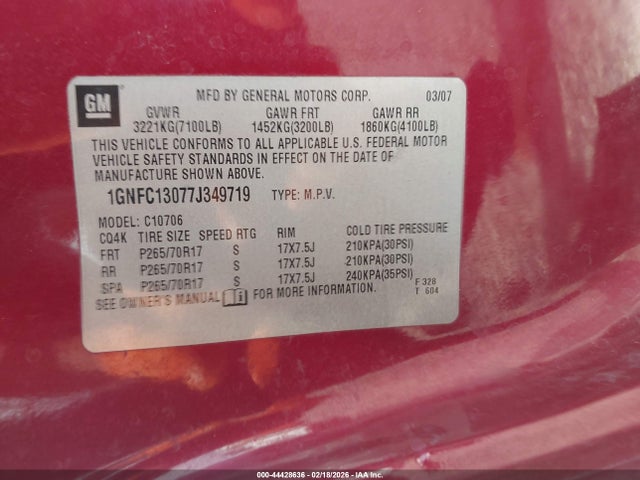 GM
MFD BY GENERAL MOTORS CORP. 03/07
GVWR GAWR FRT GAWR RR
3221KG(7100LB) 1452KG(3200LB) 1860KG(4100LB)
THIS VEHICLE CONFORMS TO ALL APPLICABLE U.S. FEDERAL MOTOR
VEHICLE SAFETY STANDARDS IN EFFECT ON THE DATE OF
MANUFACTURE SHOWN ABOVE.
1GNFC13077J349719 TYPE: M.P.V.
MODEL: C10706
CQ4K TIRE SIZE SPEED RTG RIM COLD TIRE PRESSURE
FRT P265/70R17 S 17X7.5J 210KPA(30PSI)
RR P265/70R17 S 17X7.5J 210KPA(30PSI)
SPA P265/70R17 S 17X7.5J 240KPA(35PSI)
SEE OWNER'S MANUAL FOR MORE INFORMATION.
F 328
T 604
000-44428636 - 02/18/2026 - IAA Inc.